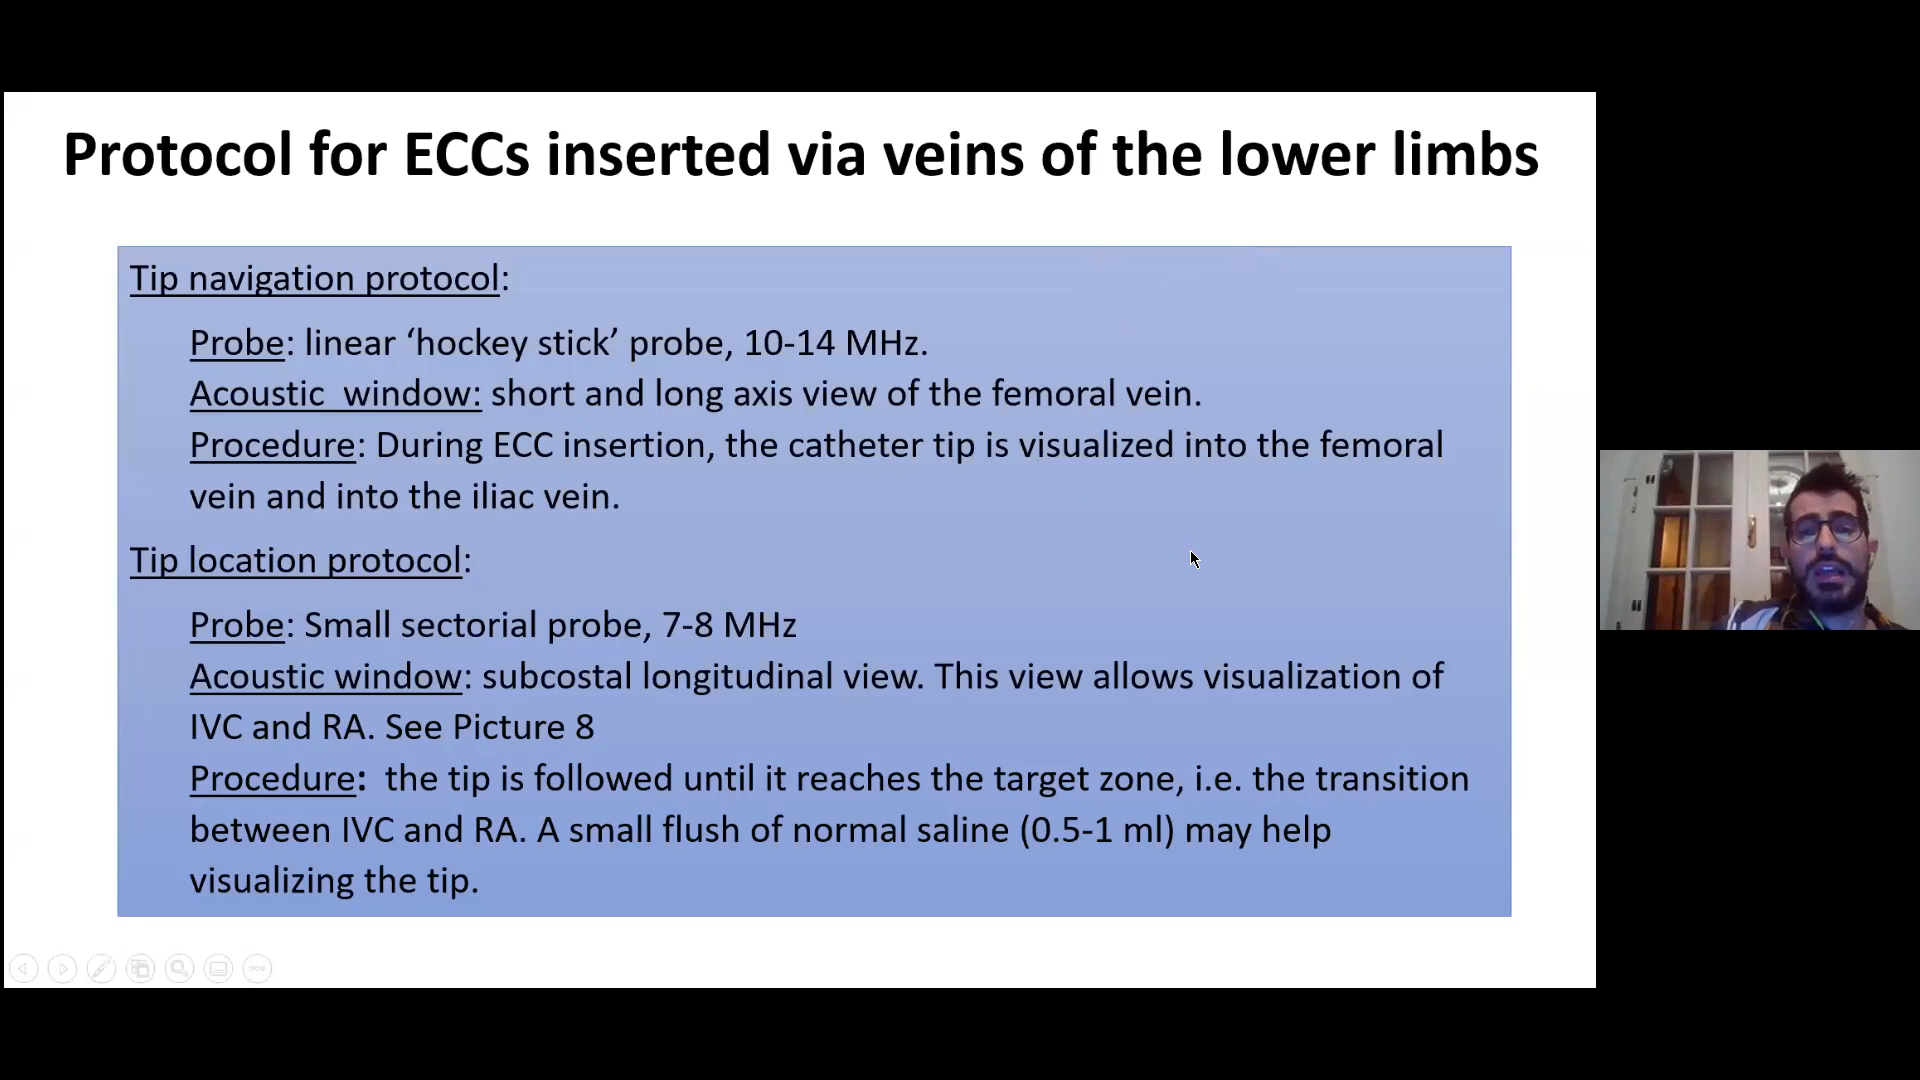 Protocol for ECCs inserted via veins of the lower limbs
Tip navigation protocol:
Probe: linear ‘hockey stick’ probe, 10-14 MHz.
Acoustic  window: short and long axis view of the femoral vein.
Procedure: During ECC insertion, the catheter tip is visualized into the femoral
vein and into the iliac vein.
Tip location protocol:
Probe: Small sectorial probe, 7-8 MHz
Acoustic window: subcostal longitudinal view. This view allows visualization of
IVC and RA. See Picture 8
Procedure:  the tip is followed until it reaches the target zone, i.e. the transition
between IVC and RA. A small flush of normal saline (0.5-1 ml) may help
visualizing the tip.